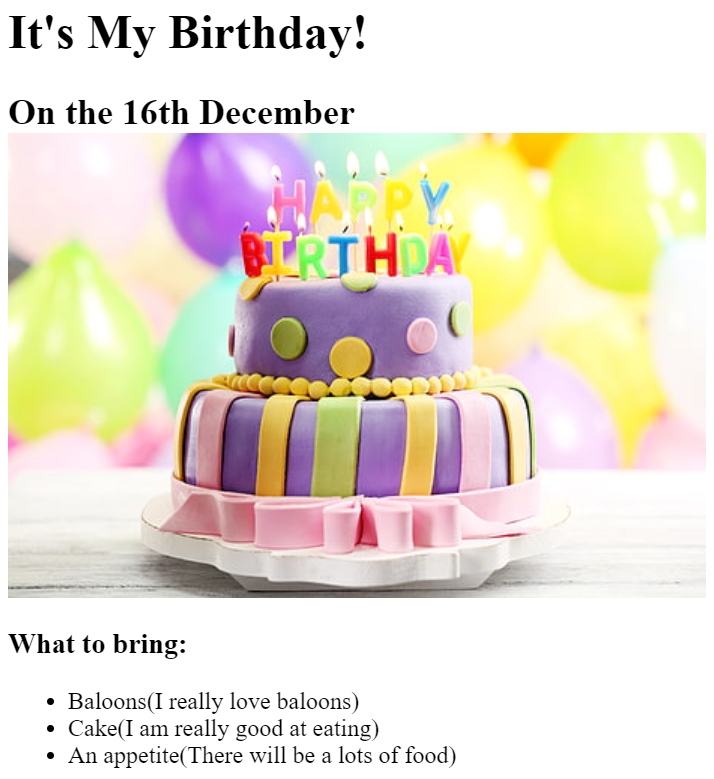 It's My Birthday!
On the 16th December
HAPPY
BIRTHDAY
What to bring:
Baloons(I really love baloons)
Cake(I am really good at eating)
An appetite(There will be a lots of food)